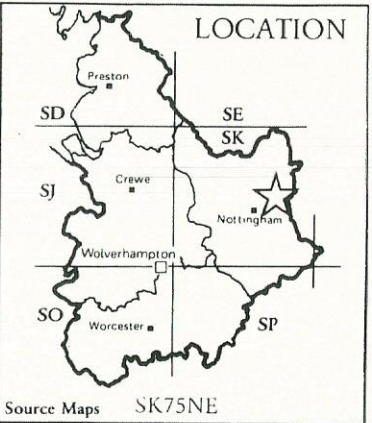 LOCATION
Preston
SD
SE
SK
Crewe
SJ
Nottingham
Wolverhampton
SO
SP
Worcester
Source Maps SK75NE